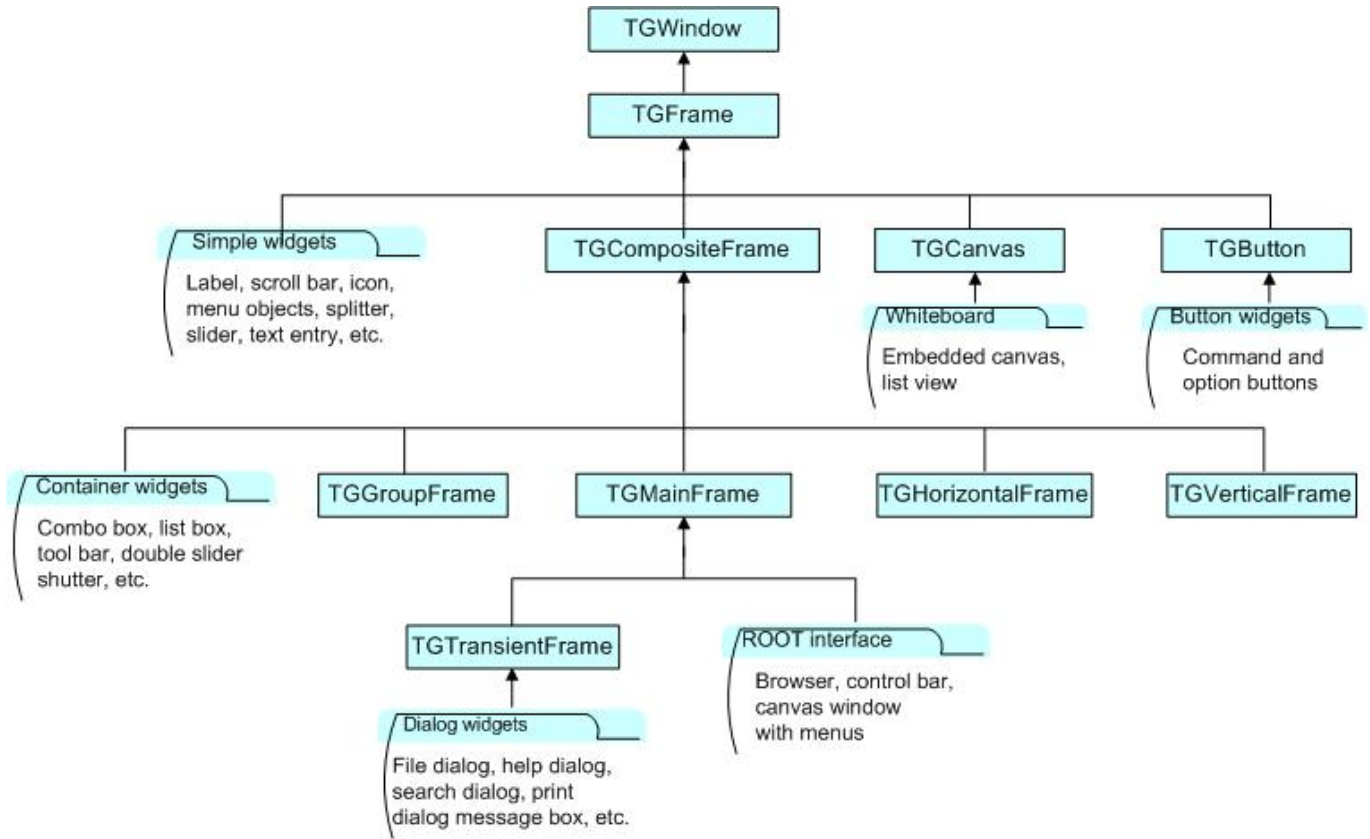 TGWindow
TGFrame
Simple widgets
Label, scroll bar, icon,
menu objects, splitter,
slider, text entry, etc.
TGCompositeFrame
TGCanvas
Whiteboard
Embedded canvas,
list view
TGButton
Button widgets
Command and
option buttons
Container widgets
Combo box, list box,
tool bar, double slider
shutter, etc.
TGGroupFrame
TGMainFrame
TGHorizontalFrame
TGVerticalFrame
TGTransientFrame
Dialog widgets
File dialog, help dialog,
search dialog, print
dialog message box, etc.
ROOT interface
Browser, control bar,
canvas window
with menus